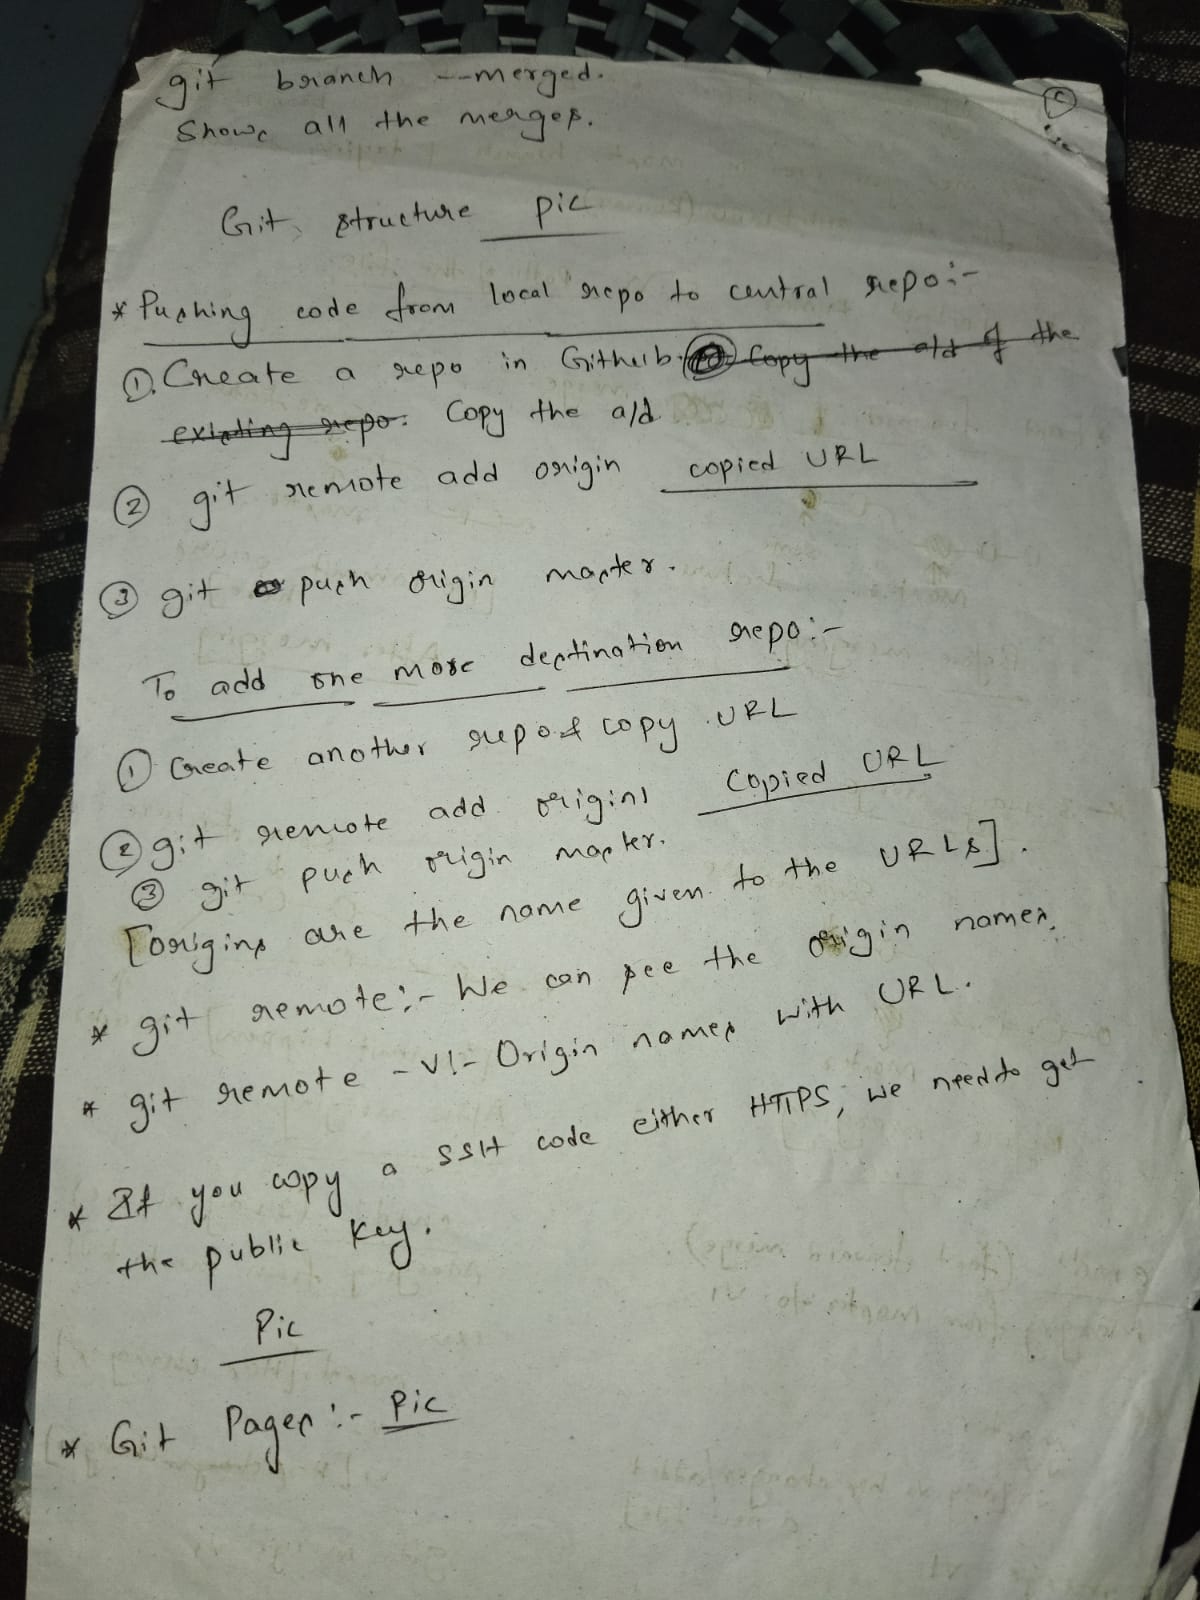 git branch --merged.
Shows all the merges.
Git structure pic
* Pushing code from local repo to central repo:-
①. Create a repo in Github. Copy the a/d of the
existing repo. Copy the a/d
② git remote add origin copied URL
③ git push origin master.
To add one more destination repo:-
① Create another repo & copy URL
② git remote add origin1 Copied URL
③ git push origin master.
[origins are the name given to the URLs].
* git remote:- We can see the origin names.
* git remote -v:- Origin names with URL.
* If you copy a SSH code either HTTPS, we need to get
the public key.
Pic
* Git Pages:- Pic